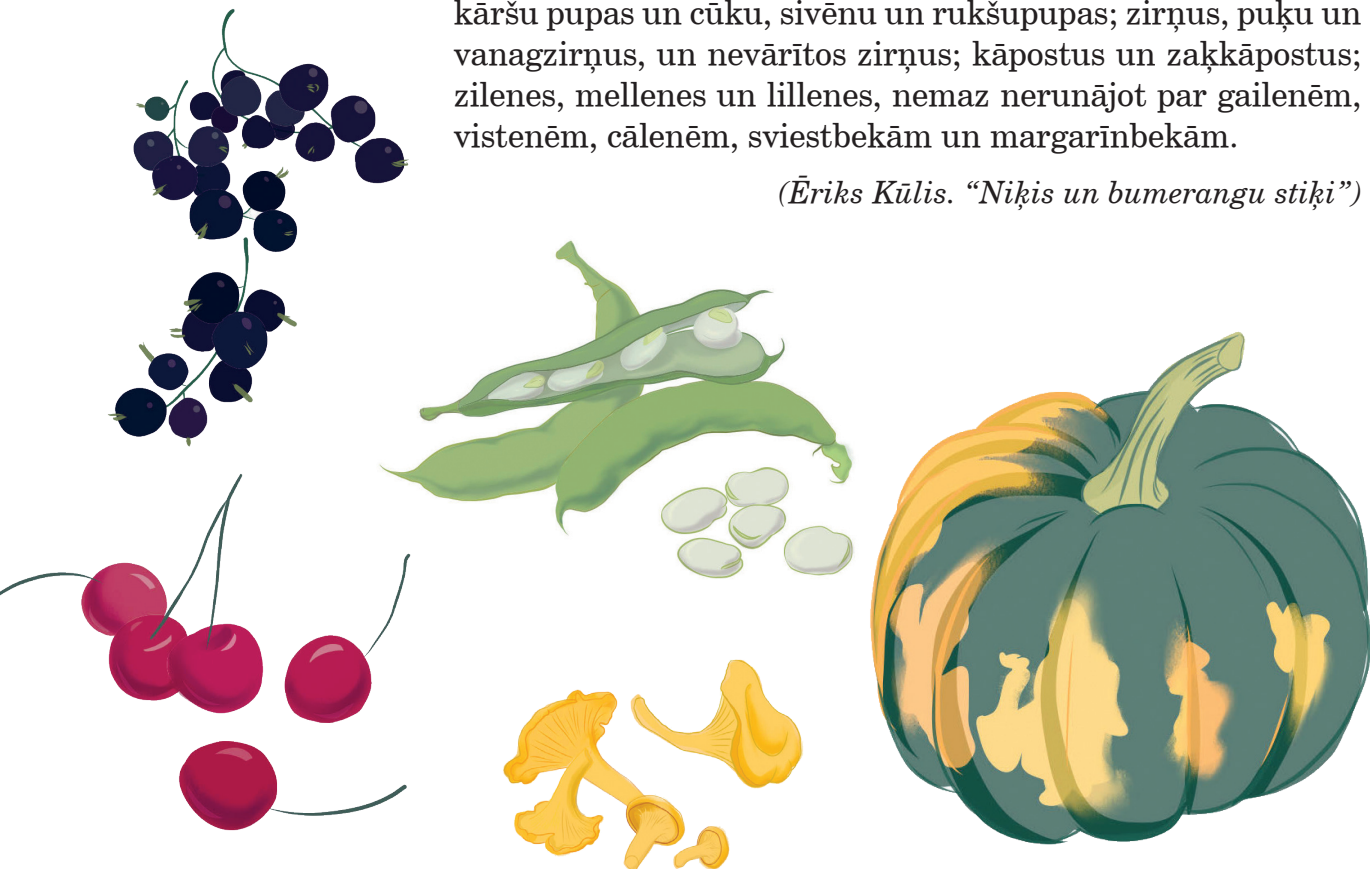 kāršu pupas un cūku, sivēnu un rukšupupas; zirņus, puķu un
vanagzirņus, un nevārītos zirņus; kāpostus un zaķkāpostus;
zilenes, mellenes un lillenes, nemaz nerunājot par gailenēm,
vistenēm, cālenēm, sviestbekām un margarīnbekām.
(Ēriks Kūlis. “Niķis un bumerangu stiķi”)